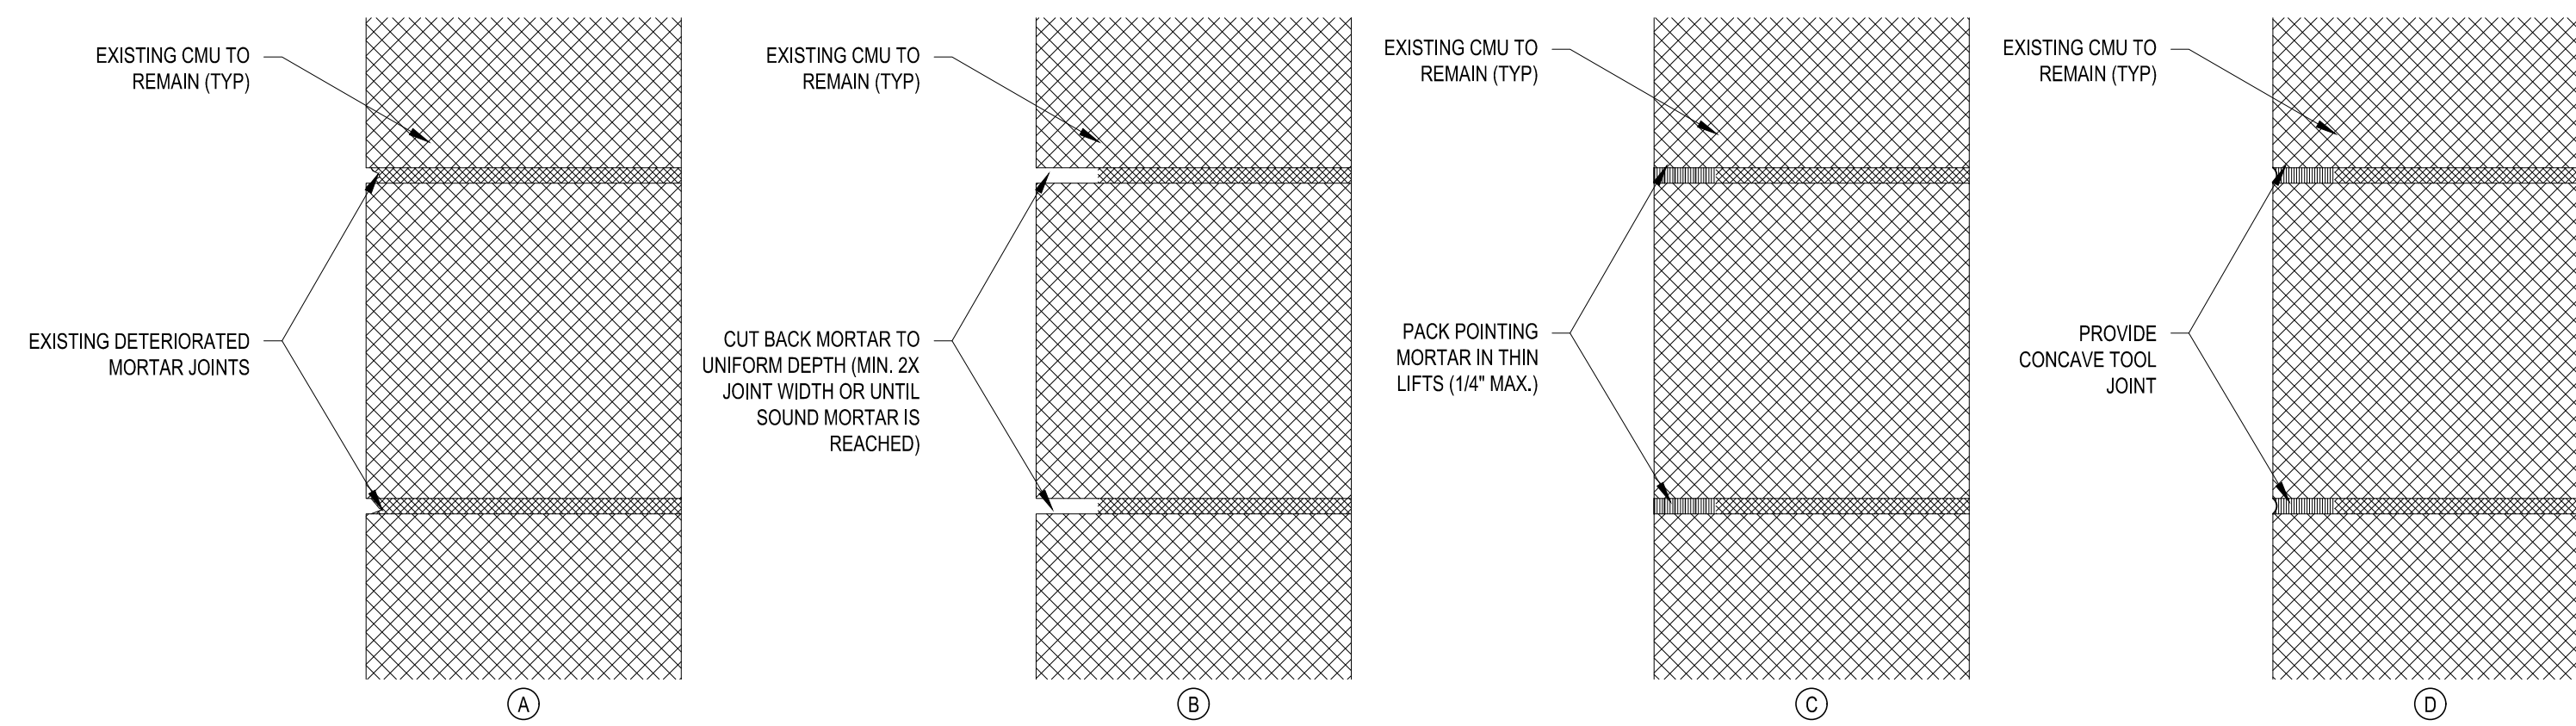 EXISTING CMU TO
REMAIN (TYP)
EXISTING DETERIORATED
MORTAR JOINTS
A
EXISTING CMU TO
REMAIN (TYP)
CUT BACK MORTAR TO
UNIFORM DEPTH (MIN. 2X
JOINT WIDTH OR UNTIL
SOUND MORTAR IS
REACHED)
B
EXISTING CMU TO
REMAIN (TYP)
PACK POINTING
MORTAR IN THIN
LIFTS (1/4" MAX.)
C
EXISTING CMU TO
REMAIN (TYP)
PROVIDE
CONCAVE TOOL
JOINT
D